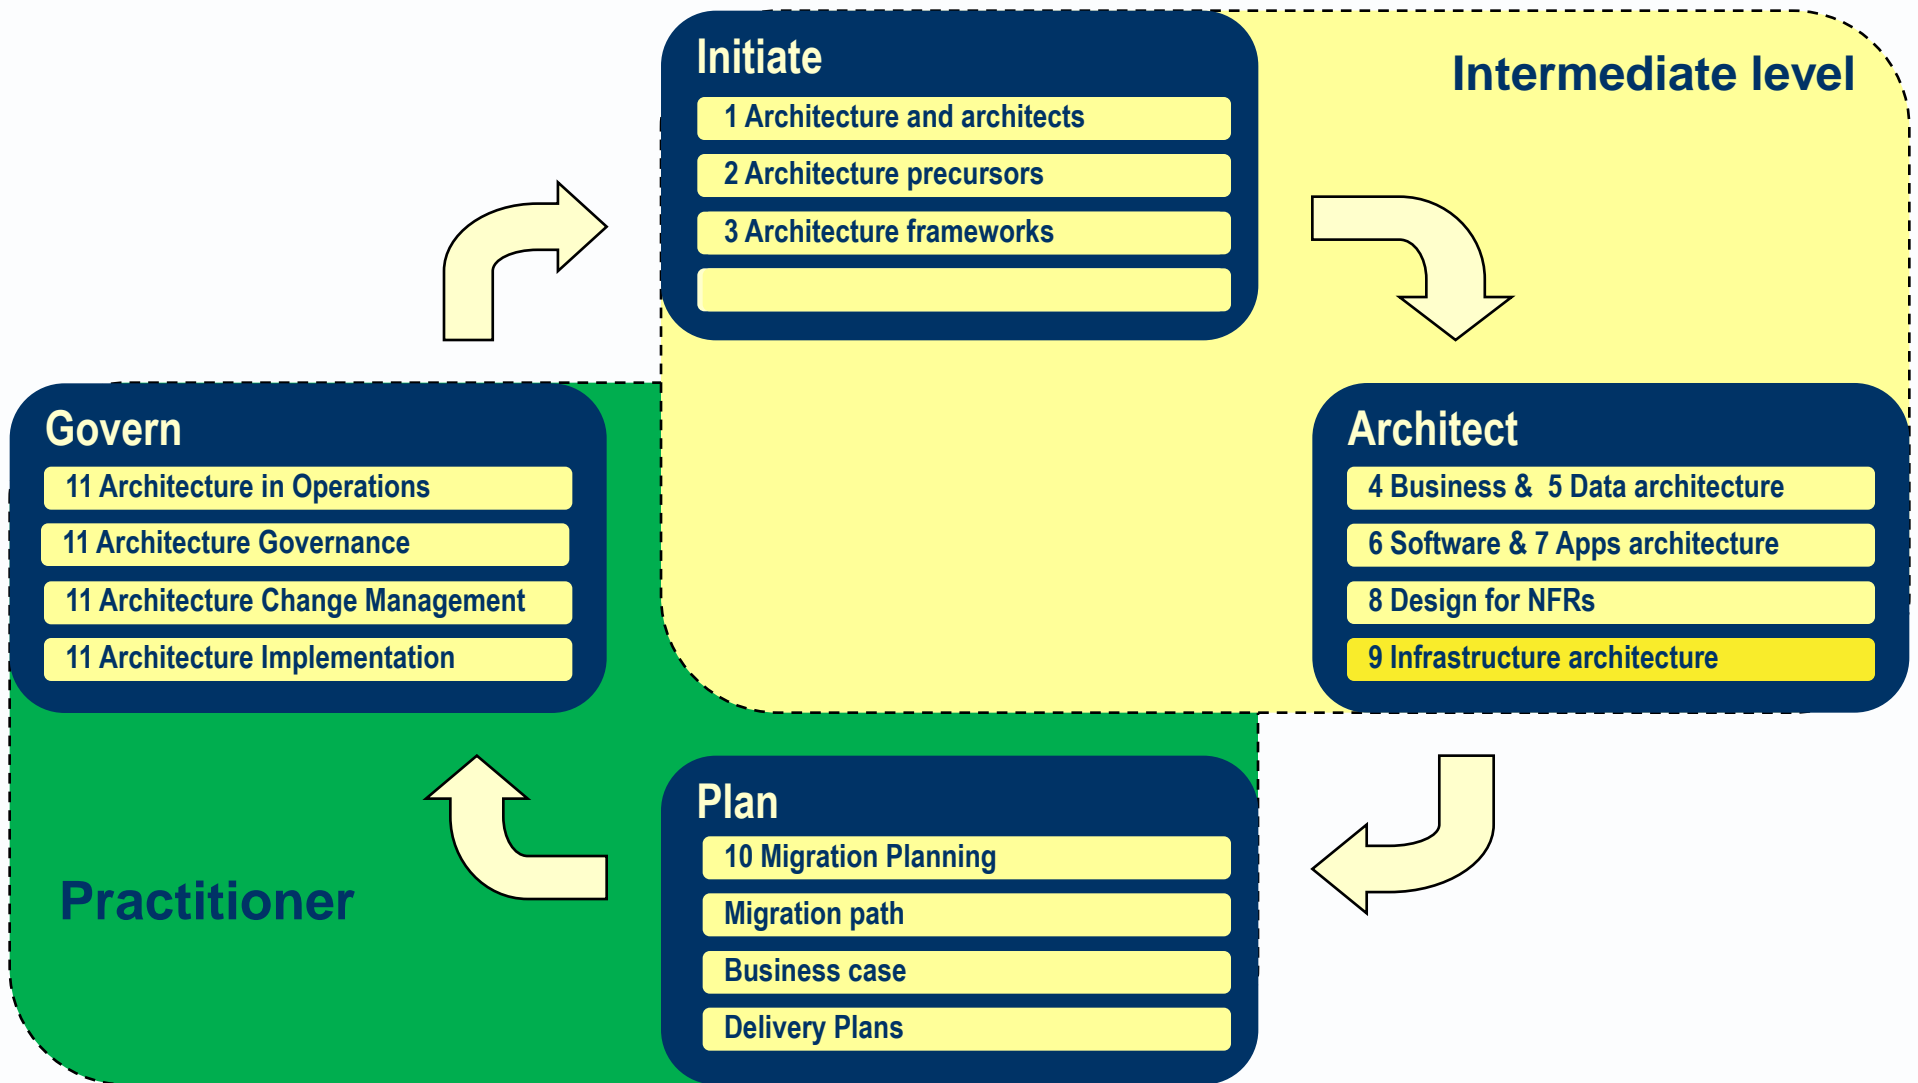 Initiate
1 Architecture and architects
2 Architecture precursors
3 Architecture frameworks
Intermediate level
Govern
11 Architecture in Operations
11 Architecture Governance
11 Architecture Change Management
11 Architecture Implementation
Architect
4 Business &  5 Data architecture
6 Software & 7 Apps architecture
8 Design for NFRs
9 Infrastructure architecture
Practitioner
Plan
10 Migration Planning
Migration path
Business case
Delivery Plans